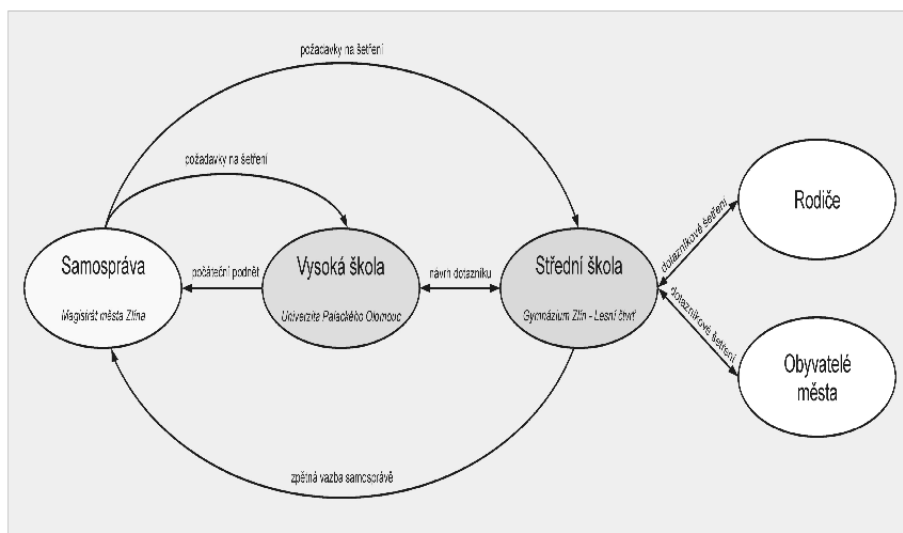 požadavky na šetření
požadavky na šetření
Samospráva
Magistrát města Zlína
počáteční podnět
Vysoká škola
Univerzita Palackého Olomouc
návrh dotazníku
Střední škola
Gymnázium Zlín - Lesní čtvrť
dotazníkové šetření
Rodiče
dotazníkové šetření
Obyvatelé
města
zpětná vazba samosprávě